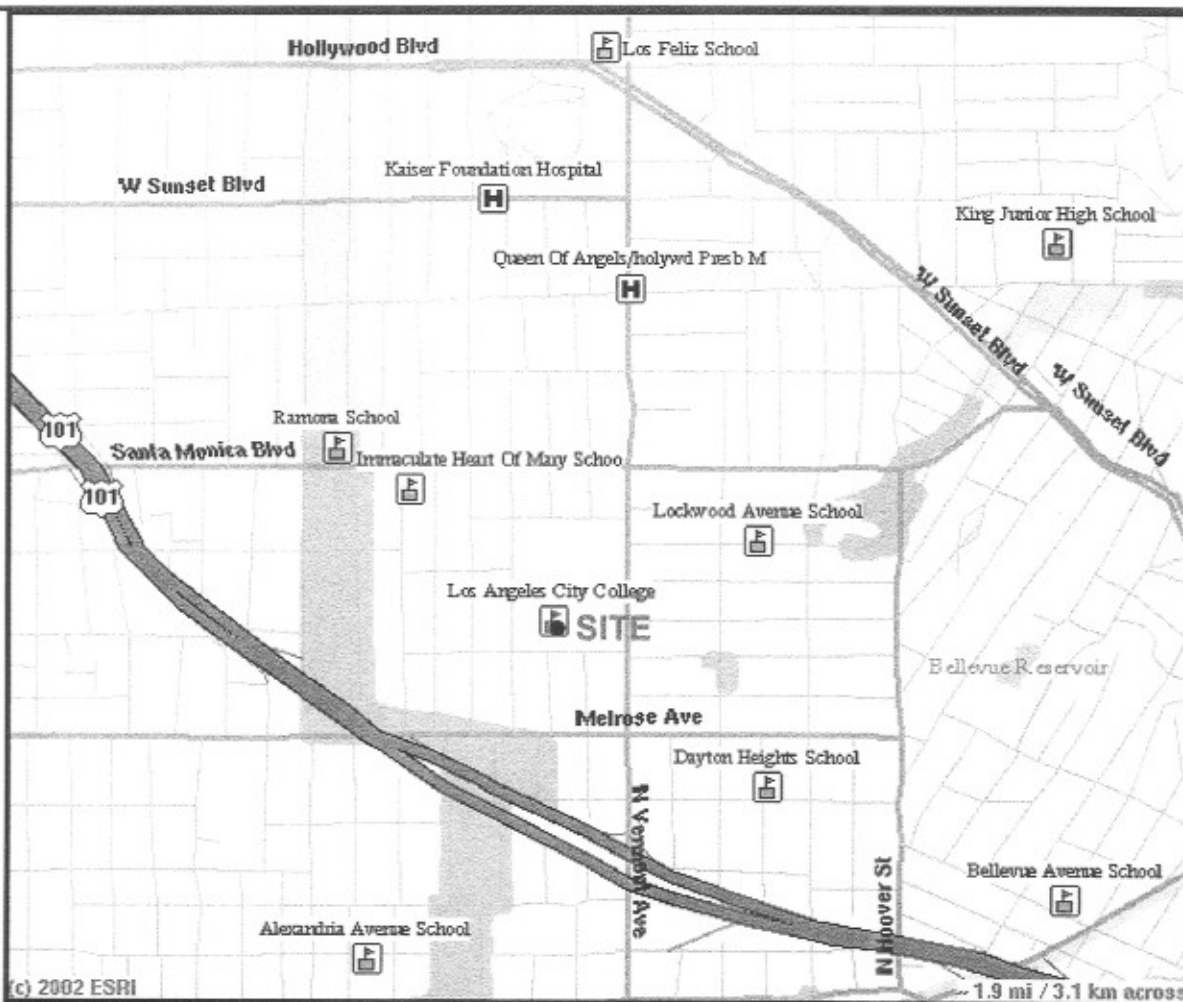 Hollywood Blvd
Los Feliz School
Kaiser Foundation Hospital
H
W Sunset Blvd
King Junior High School
Queen Of Angels/holywd Presb M
H
W Sunset Blvd
W Sunset Blvd
101
Ramona School
Santa Monica Blvd
Immaculate Heart Of Mary Schoo
101
Lockwood Avenue School
Los Angeles City College
SITE
Bellevue Reservoir
Melrose Ave
Dayton Heights School
N Vermont Ave
N Hoover St
Bellevue Avenue School
Alexandria Avenue School
(c) 2002 ESRI
1.9 mi / 3.1 km across